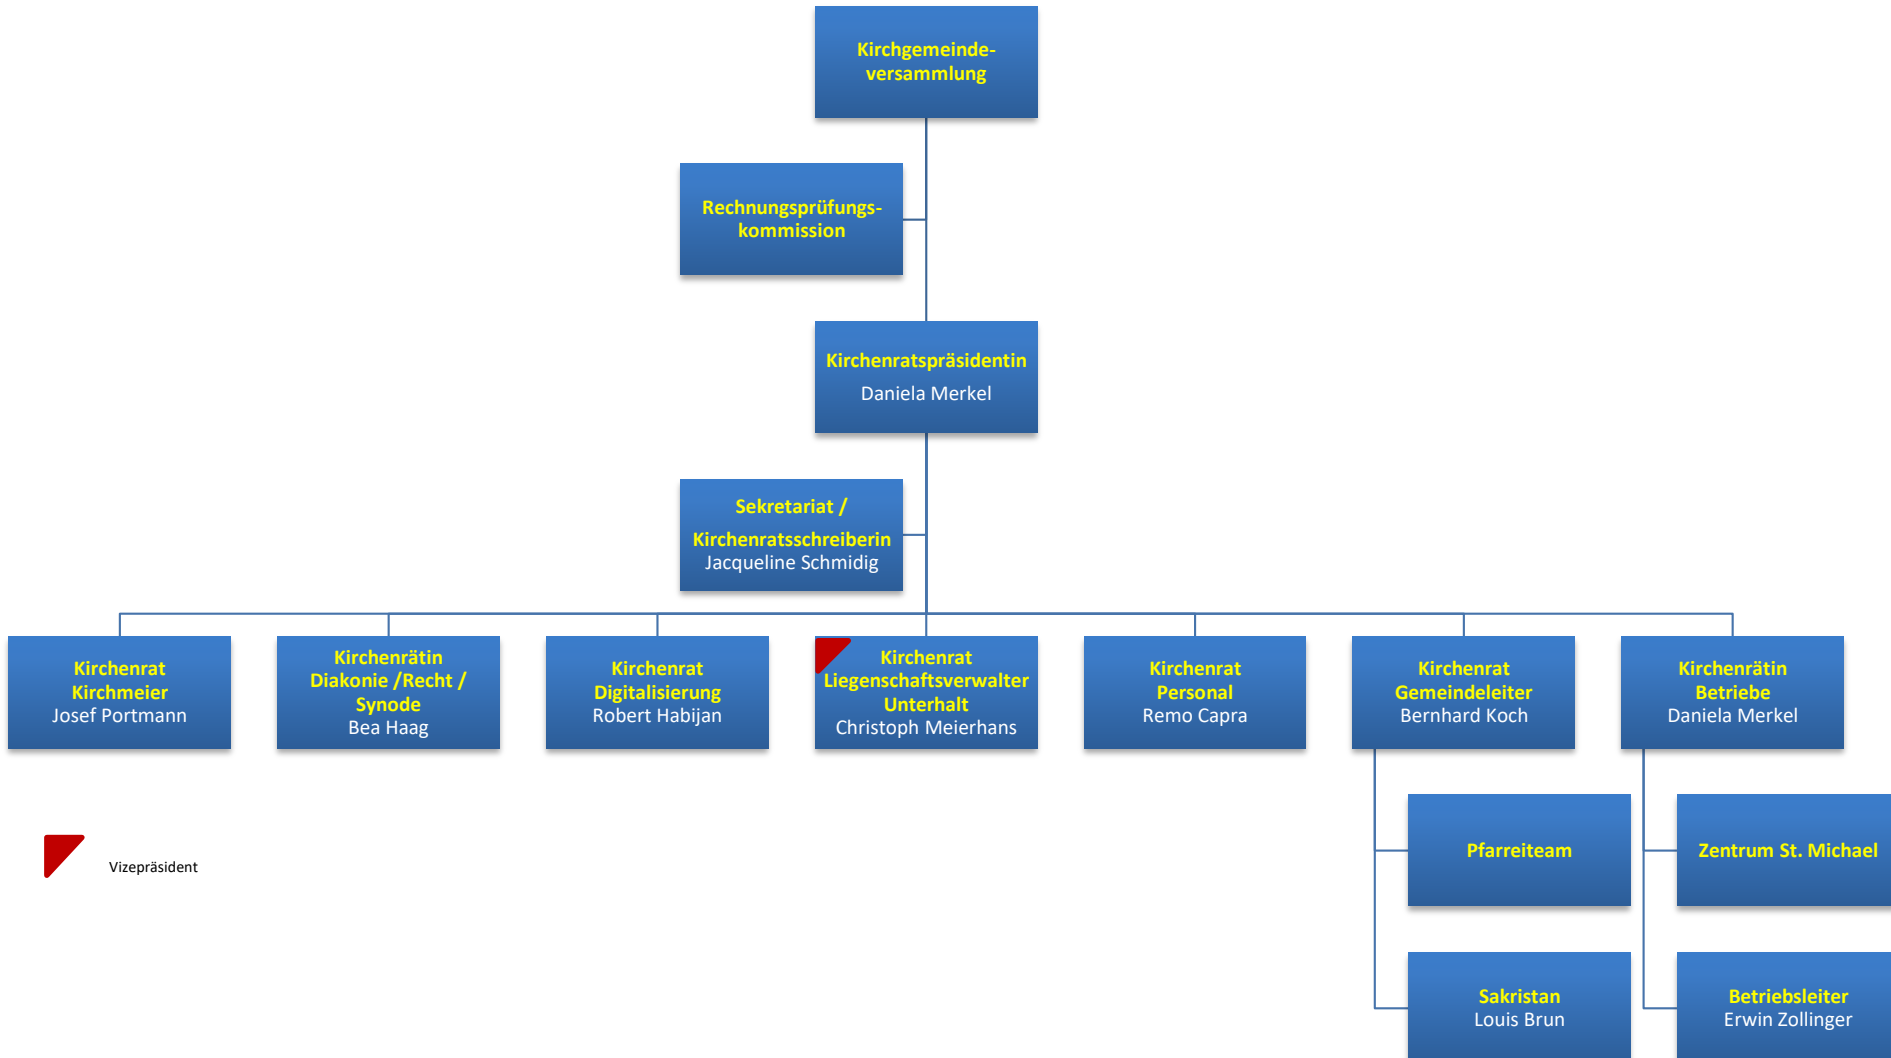 Kirchgemeinde-
versammlung
Rechnungsprüfungs-
kommission
Kirchenratspräsidentin
Daniela Merkel
Sekretariat /
Kirchenratsschreiberin
Jacqueline Schmidig
Kirchenrat
Kirchmeier
Josef Portmann
Kirchenrätin
Diakonie /Recht /
Synode
Bea Haag
Kirchenrat
Digitalisierung
Robert Habijan
Kirchenrat
Liegenschaftsverwalter
Unterhalt
Christoph Meierhans
Kirchenrat
Personal
Remo Capra
Kirchenrat
Gemeindeleiter
Bernhard Koch
Kirchenrätin
Betriebe
Daniela Merkel
Vizepräsident
Pfarreiteam
Zentrum St. Michael
Sakristan
Louis Brun
Betriebsleiter
Erwin Zollinger